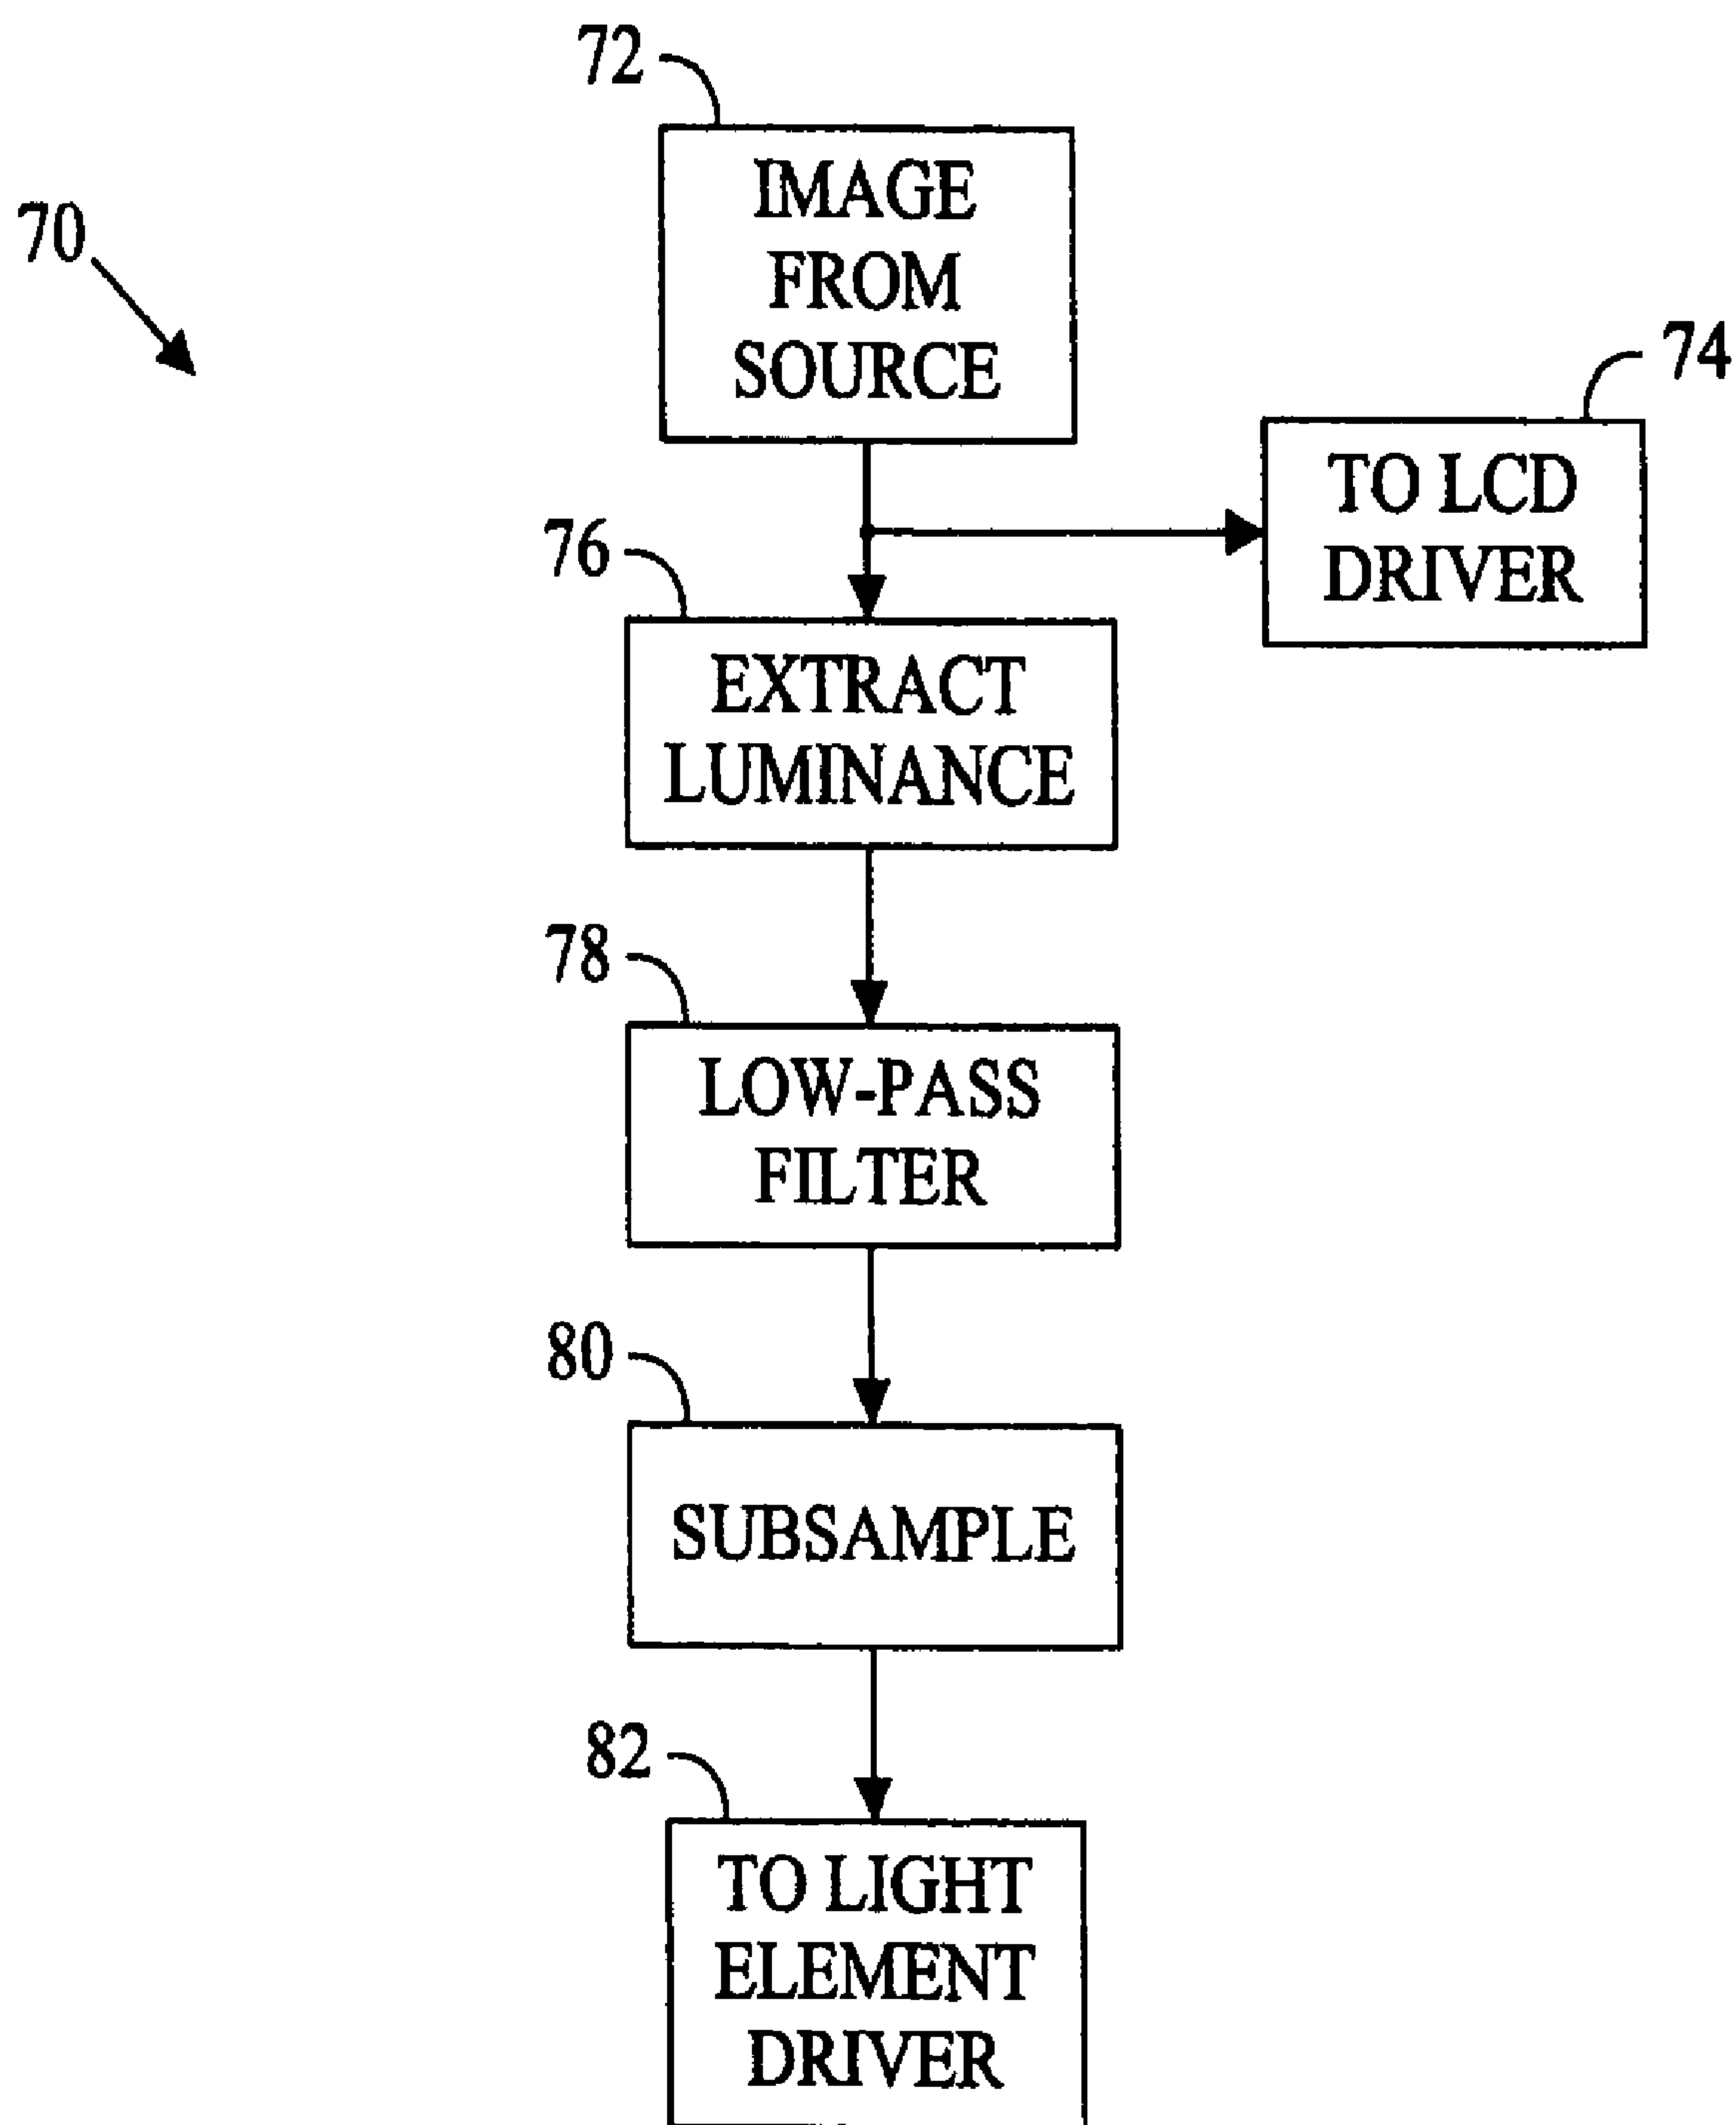 72
IMAGE
FROM
SOURCE
70
74
TO LCD
DRIVER
76
EXTRACT
LUMINANCE
78
LOW-PASS
FILTER
80
SUBSAMPLE
82
TO LIGHT
ELEMENT
DRIVER